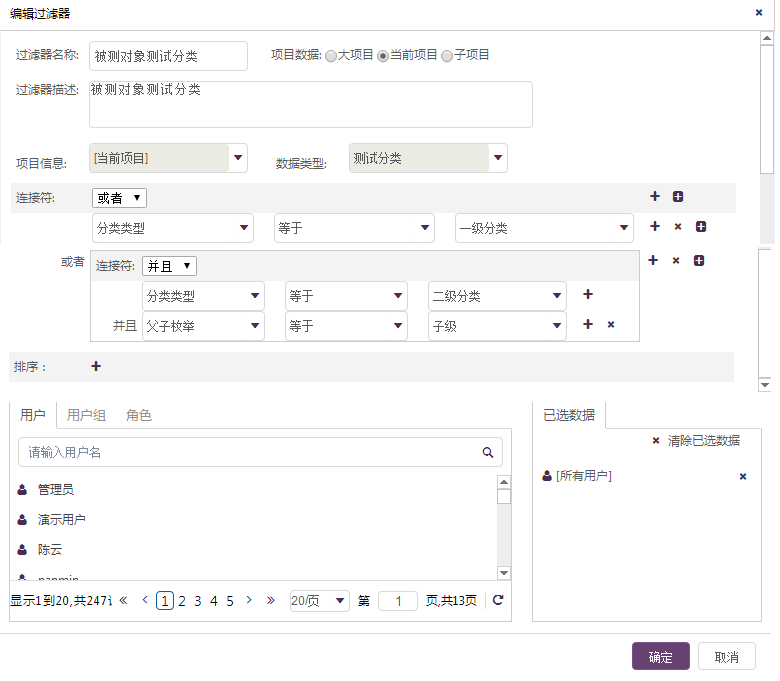 编辑过滤器
过滤器名称: 被测对象测试分类 项目数据: 大项目 当前项目 子项目
过滤器描述: 被测对象测试分类
项目信息: [当前项目] 数据类型: 测试分类
连接符: 或者
分类类型 等于 一级分类
或者 连接符: 并且
分类类型 等于 二级分类
并且 父子枚举 等于 子级
排序：
用户 用户组 角色 已选数据
清除已选数据
请输入用户名
[所有用户]
管理员
演示用户
陈云
显示1到20,共247 1 2 3 4 5 20/页 第 1 页,共13页
确定 取消